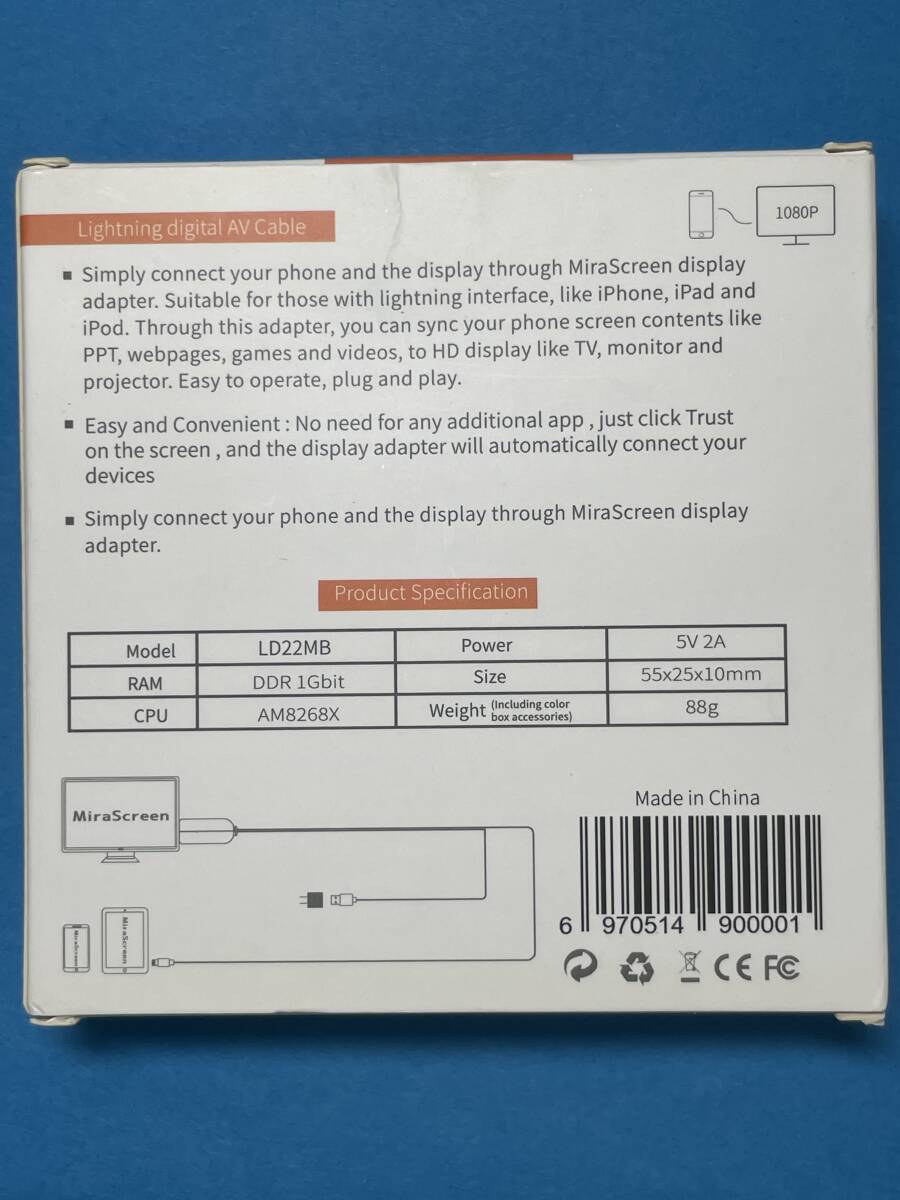 1080P
Lightning digital AV Cable
▪ Simply connect your phone and the display through MiraScreen display
adapter. Suitable for those with lightning interface, like iPhone, iPad and
iPod. Through this adapter, you can sync your phone screen contents like
PPT, webpages, games and videos, to HD display like TV, monitor and
projector. Easy to operate, plug and play.
▪ Easy and Convenient : No need for any additional app , just click Trust
on the screen , and the display adapter will automatically connect your
devices
▪ Simply connect your phone and the display through MiraScreen display
adapter.
Product Specification
Model LD22MB Power 5V 2A
RAM DDR 1Gbit Size 55x25x10mm
CPU AM8268X Weight (Including color box accessories) 88g
MiraScreen
MiraScreen
MiraScreen
Made in China
6 970514 900001
CE FC